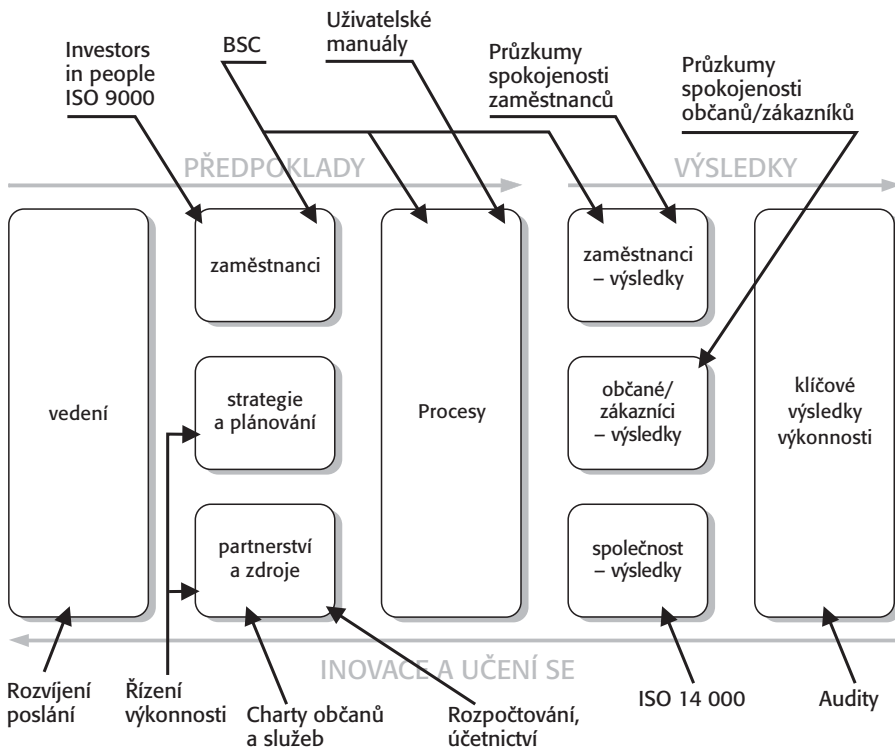 Investors
in people
ISO 9000
BSC
Uživatelské
manuály
Průzkumy
spokojenosti
zaměstnanců
Průzkumy
spokojenosti
občanů/zákazníků
PŘEDPOKLADY
VÝSLEDKY
vedení
zaměstnanci
strategie
a plánování
partnerství
a zdroje
Procesy
zaměstnanci
– výsledky
občané/
zákazníci
– výsledky
společnost
– výsledky
klíčové
výsledky
výkonnosti
INOVACE A UČENÍ SE
Rozvíjení
poslání
Řízení
výkonnosti
Charty občanů
a služeb
Rozpočtování,
účetnictví
ISO 14 000
Audity